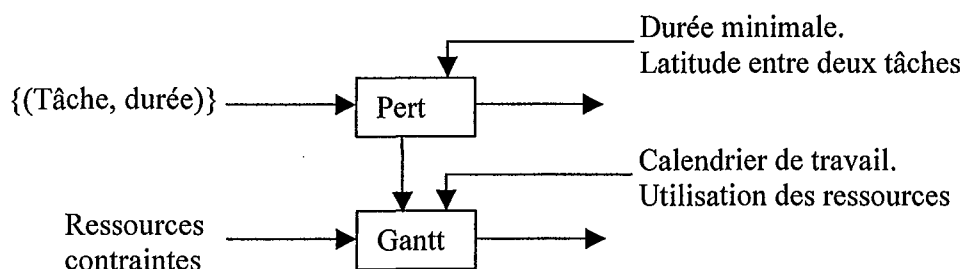 Durée minimale.
Latitude entre deux tâches
{(Tâche, durée)}
Pert
Calendrier de travail.
Utilisation des ressources
Ressources
contraintes
Gantt